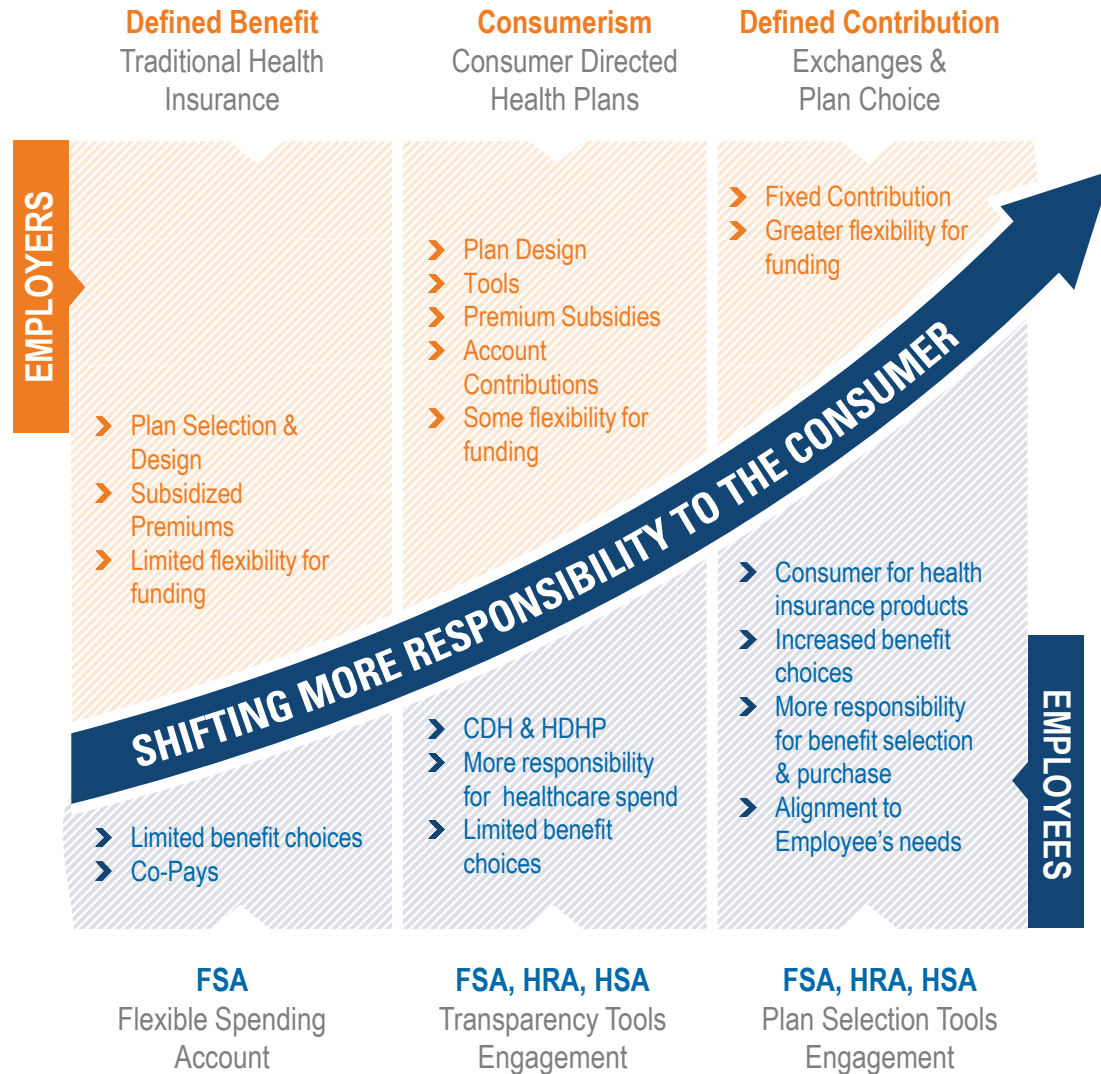 Defined Benefit
Traditional Health
Insurance
Consumerism
Consumer Directed
Health Plans
Defined Contribution
Exchanges &
Plan Choice
EMPLOYERS
Plan Selection &
Design
Subsidized
Premiums
Limited flexibility for
funding
Plan Design
Tools
Premium Subsidies
Account
Contributions
Some flexibility for
funding
Fixed Contribution
Greater flexibility for
funding
SHIFTING MORE RESPONSIBILITY TO THE CONSUMER
Limited benefit choices
Co-Pays
CDH & HDHP
More responsibility
for healthcare spend
Limited benefit
choices
Consumer for health
insurance products
Increased benefit
choices
More responsibility
for benefit selection
& purchase
Alignment to
Employee's needs
EMPLOYEES
FSA
Flexible Spending
Account
FSA, HRA, HSA
Transparency Tools
Engagement
FSA, HRA, HSA
Plan Selection Tools
Engagement